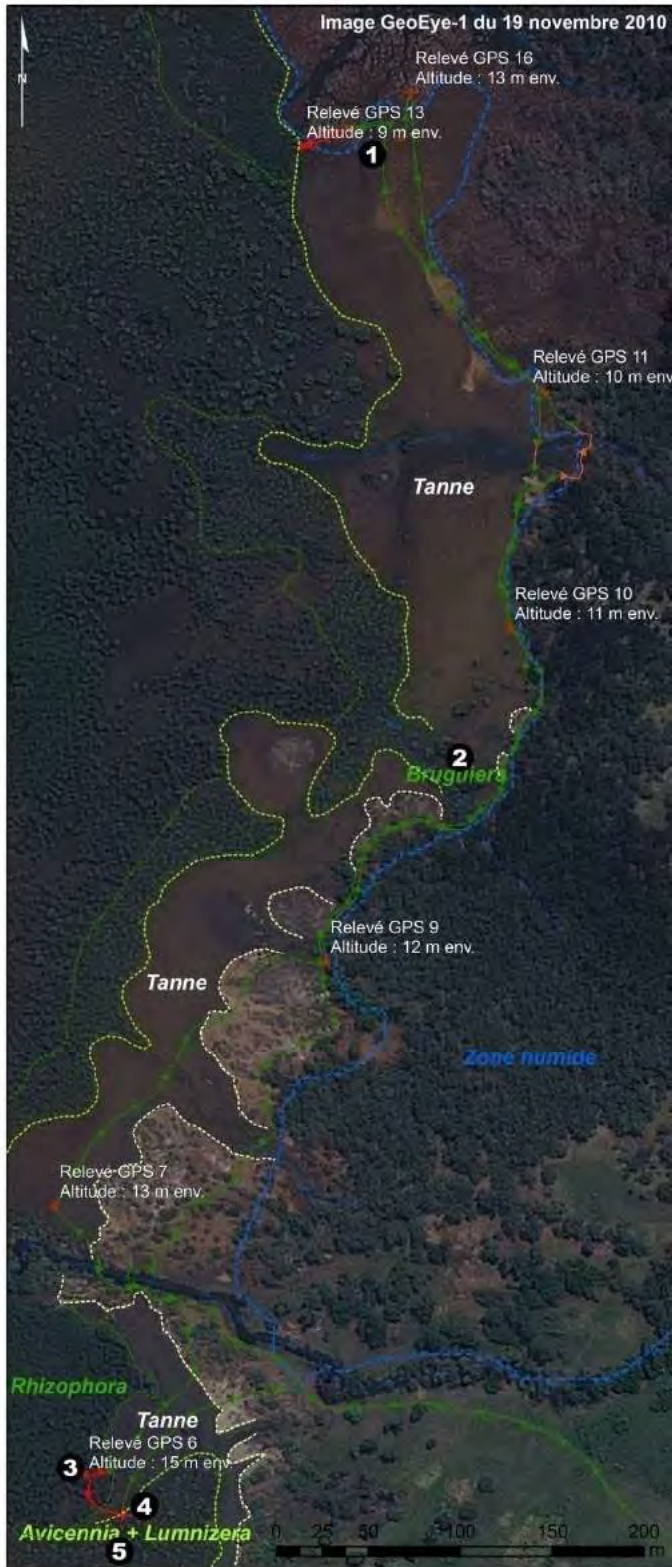 Image GeoEye-1 du 19 novembre 2010
N
Relevé GPS 16
Altitude : 13 m env.
Relevé GPS 13
Altitude : 9 m env.
1
Relevé GPS 11
Altitude : 10 m env.
Tanne
Relevé GPS 10
Altitude : 11 m env.
2
Bruguiera
Relevé GPS 9
Altitude : 12 m env.
Tanne
Zone humide
Relevé GPS 7
Altitude : 13 m env.
Rhizophora
Tanne
Relevé GPS 6
3
Altitude : 15 m env.
4
Avicennia + Lumnizera
5
0 25 50 100 150 200
m